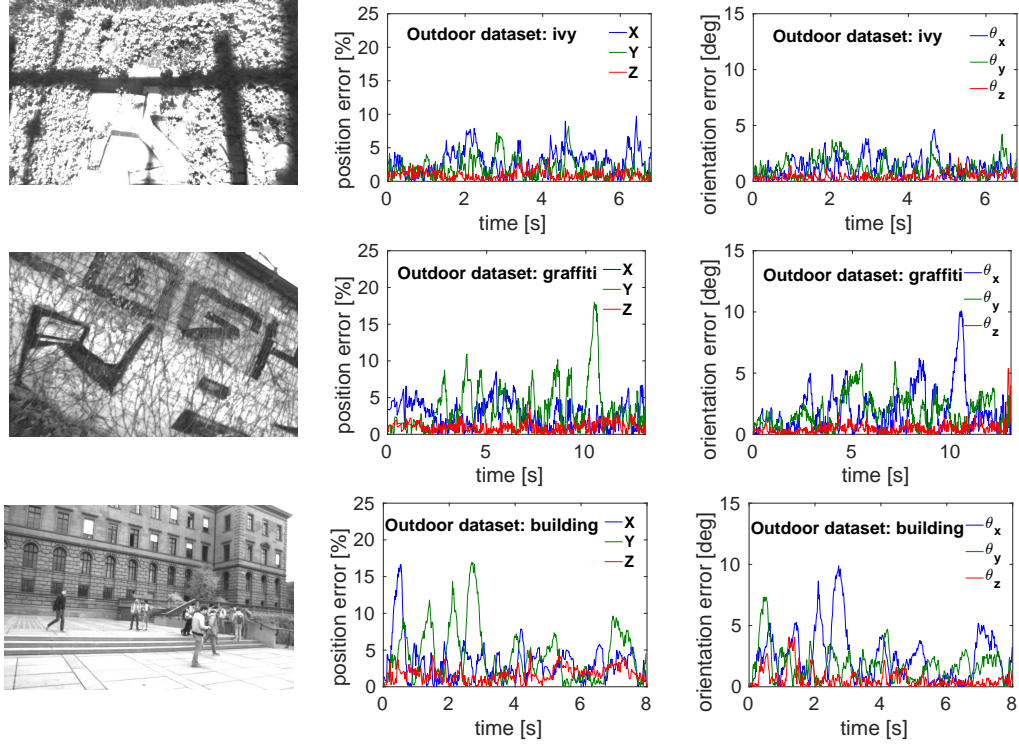 25
20
15
10
5
0
position error [%]
Outdoor dataset: ivy
X
Y
Z
0 2 4 6
time [s]
15
10
5
0
orientation error [deg]
Outdoor dataset: ivy
θx
θy
θz
0 2 4 6
time [s]
25
20
15
10
5
0
position error [%]
Outdoor dataset: graffiti
X
Y
Z
5 10
time [s]
15
10
5
0
orientation error [deg]
Outdoor dataset: graffiti
θx
θy
θz
0 5 10
time [s]
25
20
15
10
5
0
position error [%]
Outdoor dataset: building
X
Y
Z
0 2 4 6 8
time [s]
15
10
5
0
orientation error [deg]
Outdoor dataset: building
θx
θy
θz
0 2 4 6 8
time [s]